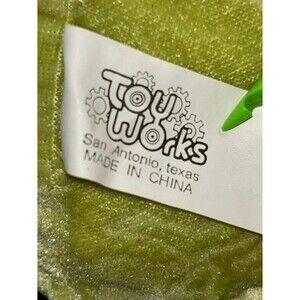 Toy
Works
San Antonio, texas
MADE IN CHINA